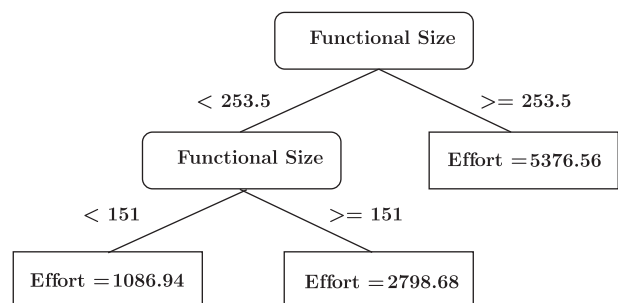 Functional Size
< 253.5
>= 253.5
Functional Size
Effort =5376.56
< 151
>= 151
Effort =1086.94
Effort =2798.68